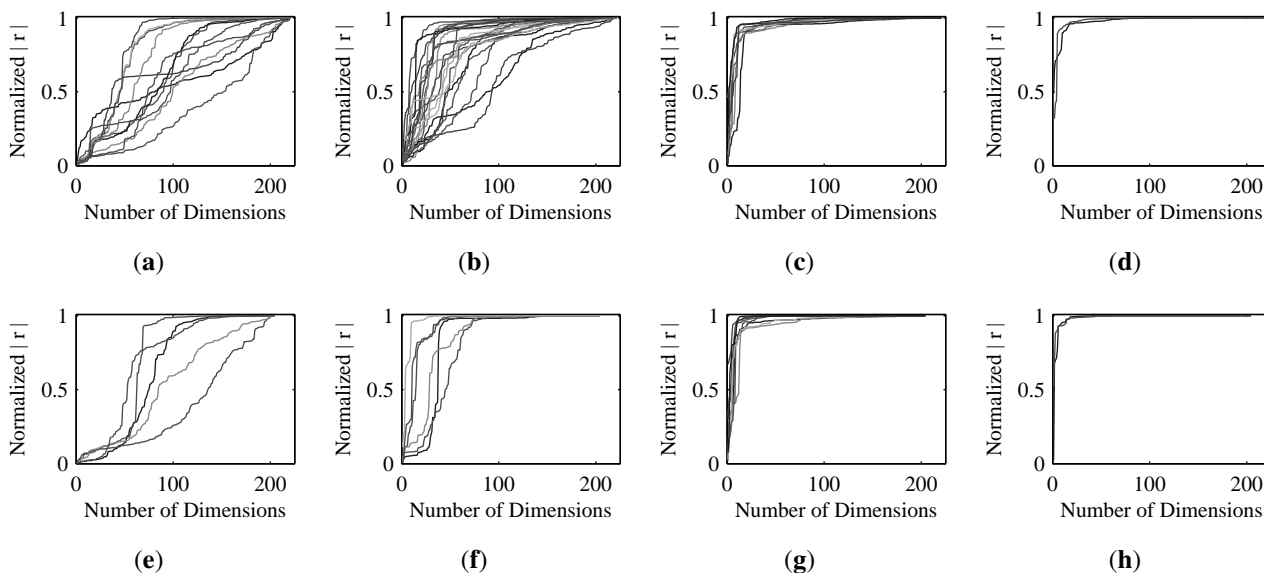 1 1 1 1
Normalized | r | Normalized | r | Normalized | r | Normalized | r |
0.5 0.5 0.5 0.5
0 0 0 0
0 100 200 0 100 200 0 100 200 0 100 200
Number of Dimensions Number of Dimensions Number of Dimensions Number of Dimensions
(a) (b) (c) (d)
1 1 1 1
Normalized | r | Normalized | r | Normalized | r | Normalized | r |
0.5 0.5 0.5 0.5
0 0 0 0
0 100 200 0 100 200 0 100 200 0 100 200
Number of Dimensions Number of Dimensions Number of Dimensions Number of Dimensions
(e) (f) (g) (h)